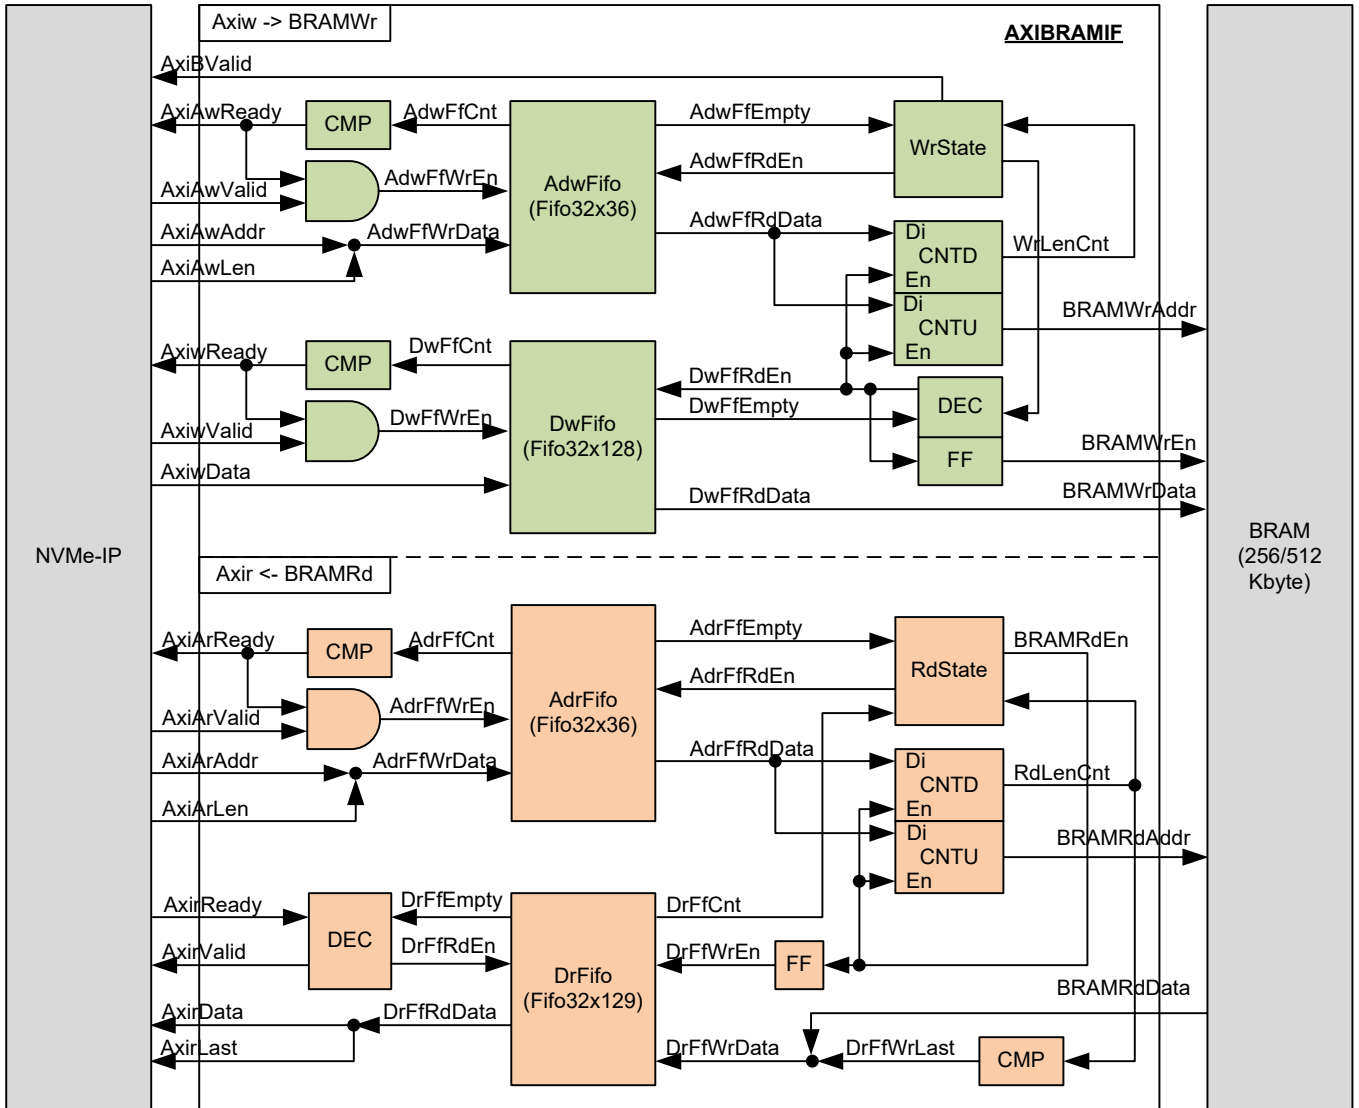 Axiw -> BRAMWr
AXIBRAMIF
AxiBValid
AxiAwReady
CMP
AdwFfCnt
AdwFfEmpty
WrState
AdwFfRdEn
AdwFfWrEn
AxiAwValid
AdwFifo
(Fifo32x36)
AxiAwAddr
AdwFfWrData
AdwFfRdData
Di
CNTD
En
WrLenCnt
AxiAwLen
Di
CNTU
En
BRAMWrAddr
AxiwReady
CMP
DwFfCnt
DwFfRdEn
DEC
DwFfEmpty
AxiwValid
DwFfWrEn
DwFifo
(Fifo32x128)
FF
BRAMWrEn
AxiwData
DwFfRdData
BRAMWrData
NVMe-IP
BRAM
(256/512
Kbyte)
Axir <- BRAMRd
AxiArReady
CMP
AdrFfCnt
AdrFfEmpty
RdState
BRAMRdEn
AdrFfRdEn
AdrFfWrEn
AxiArValid
AdrFifo
(Fifo32x36)
AxiArAddr
AdrFfWrData
AdrFfRdData
Di
CNTD
En
RdLenCnt
AxiArLen
Di
CNTU
En
BRAMRdAddr
AxirReady
DEC
DrFfEmpty
DrFfCnt
AxirValid
DrFfRdEn
DrFfWrEn
FF
DrFifo
(Fifo32x129)
BRAMRdData
AxirData
DrFfRdData
AxirLast
DrFfWrData
DrFfWrLast
CMP